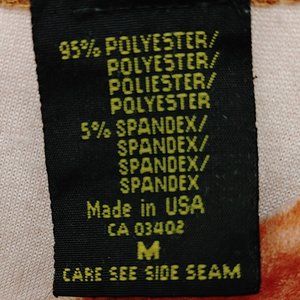 95% POLYESTER/
POLYESTER/
POLIESTER/
POLYESTER
5% SPANDEX/
SPANDEX/
SPANDEX/
SPANDEX
Made in USA
CA 03402
M
CARE SEE SIDE SEAM